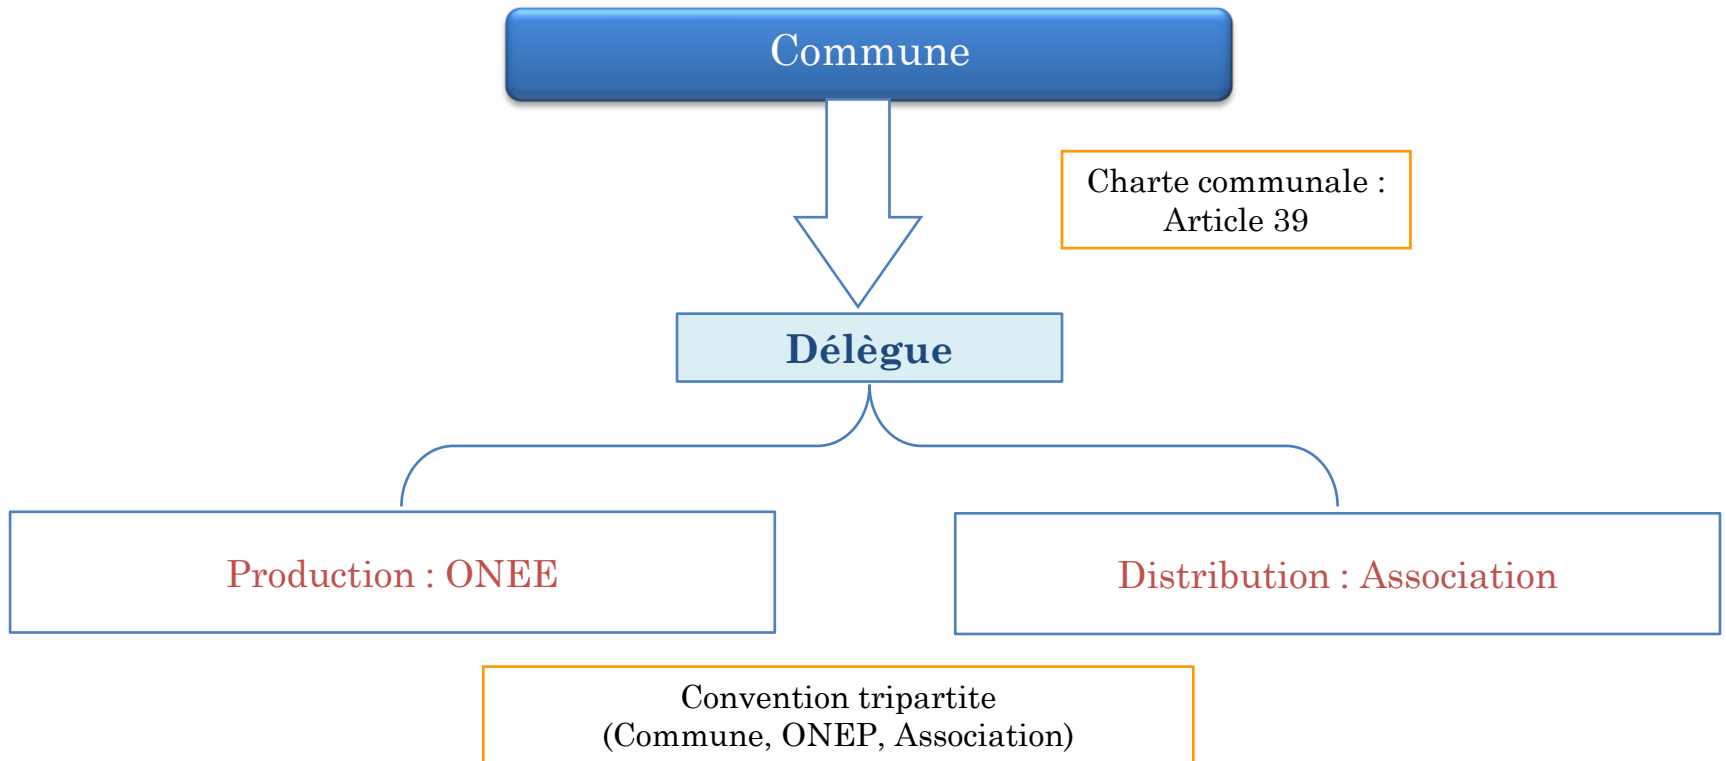 Commune
Charte communale :
Article 39
Délègue
Production : ONEE
Distribution : Association
Convention tripartite
(Commune, ONEP, Association)